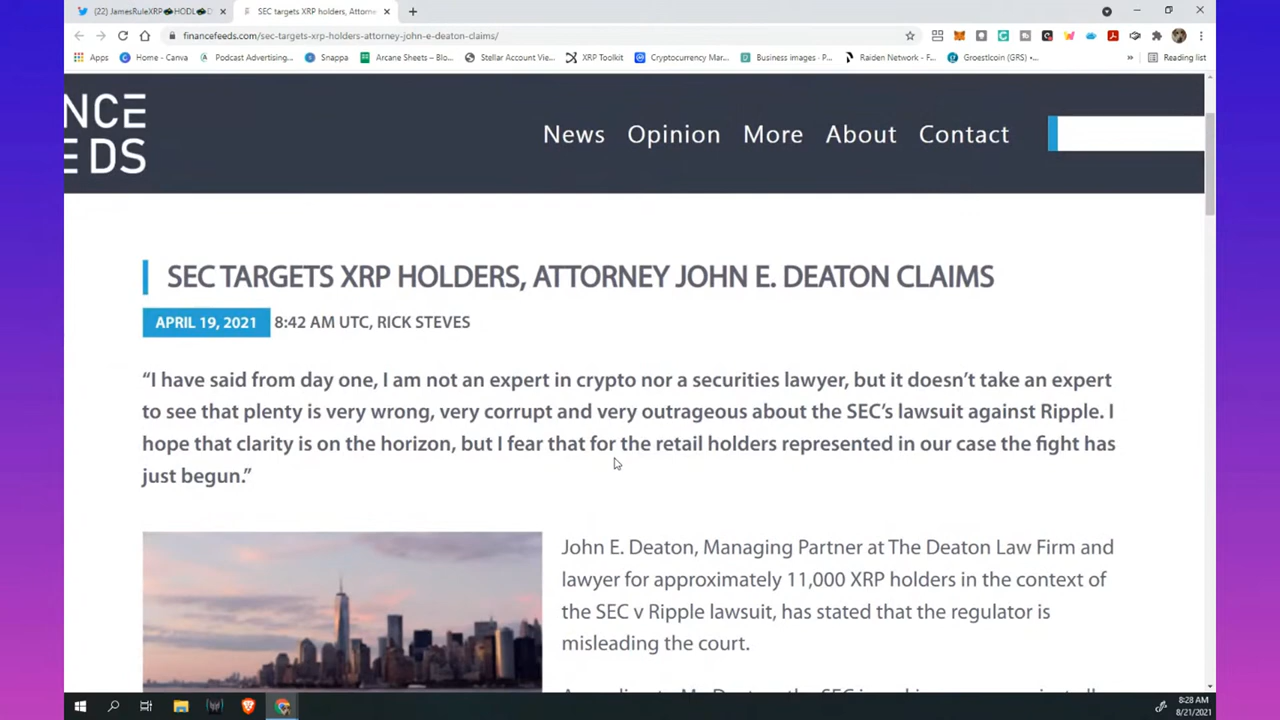 (22) JamesRuleXRP HODL D
SEC targets XRP holders, Attorne
financefeeds.com/sec-targets-xrp-holders-attorney-john-e-deaton-claims/
Apps Home - Canva Podcast Advertising... Snappa Arcane Sheets – Blo... Stellar Account Vie... XRP Toolkit Cryptocurrency Mar... Business images · P... Raiden Network - F... Groestlcoin (GRS) •... » Reading list
NCE
EDS
News Opinion More About Contact
SEC TARGETS XRP HOLDERS, ATTORNEY JOHN E. DEATON CLAIMS
APRIL 19, 2021 8:42 AM UTC, RICK STEVES
“I have said from day one, I am not an expert in crypto nor a securities lawyer, but it doesn’t take an expert
to see that plenty is very wrong, very corrupt and very outrageous about the SEC’s lawsuit against Ripple. I
hope that clarity is on the horizon, but I fear that for the retail holders represented in our case the fight has
just begun.”
John E. Deaton, Managing Partner at The Deaton Law Firm and
lawyer for approximately 11,000 XRP holders in the context of
the SEC v Ripple lawsuit, has stated that the regulator is
misleading the court.
8:28 AM
8/21/2021